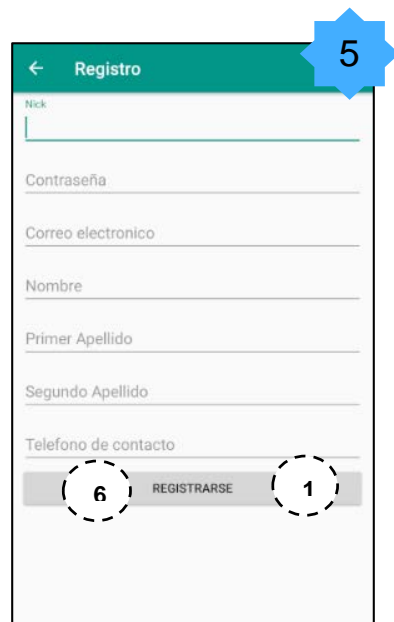 5
Registro
Nick
Contraseña
Correo electronico
Nombre
Primer Apellido
Segundo Apellido
Telefono de contacto
6 REGISTRARSE 1